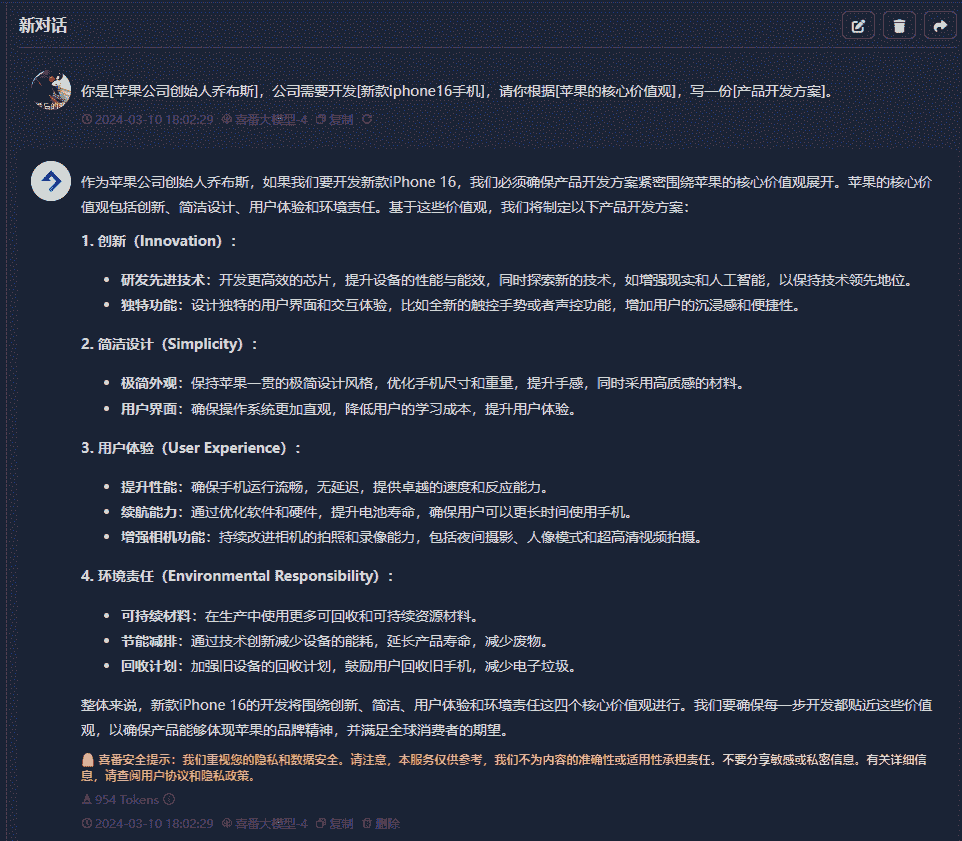 新对话
你是[苹果公司创始人乔布斯]，公司需要开发[新款iphone16手机]，请你根据[苹果的核心价值观]，写一份[产品开发方案]。
2024-03-10 18:02:29 喜番大模型-4 复制
作为苹果公司创始人乔布斯，如果我们要开发新款iPhone 16，我们必须确保产品开发方案紧密围绕苹果的核心价值观展开。苹果的核心价
值观包括创新、简洁设计、用户体验和环境责任。基于这些价值观，我们将制定以下产品开发方案：
1. 创新（Innovation）：
• 研发先进技术：开发更高效的芯片，提升设备的性能与能效，同时探索新的技术，如增强现实和人工智能，以保持技术领先地位。
• 独特功能：设计独特的用户界面和交互体验，比如全新的触控手势或者声控功能，增加用户的沉浸感和便捷性。
2. 简洁设计（Simplicity）：
• 极简外观：保持苹果一贯的极简设计风格，优化手机尺寸和重量，提升手感，同时采用高质感的材料。
• 用户界面：确保操作系统更加直观，降低用户的学习成本，提升用户体验。
3. 用户体验（User Experience）：
• 提升性能：确保手机运行流畅，无延迟，提供卓越的速度和反应能力。
• 续航能力：通过优化软件和硬件，提升电池寿命，确保用户可以更长时间使用手机。
• 增强相机功能：持续改进相机的拍照和录像能力，包括夜间摄影、人像模式和超高清视频拍摄。
4. 环境责任（Environmental Responsibility）：
• 可持续材料：在生产中使用更多可回收和可持续资源材料。
• 节能减排：通过技术创新减少设备的能耗，延长产品寿命，减少废物。
• 回收计划：加强旧设备的回收计划，鼓励用户回收旧手机，减少电子垃圾。
整体来说，新款iPhone 16的开发将围绕创新、简洁、用户体验和环境责任这四个核心价值观进行。我们要确保每一步开发都贴近这些价值
观，以确保产品能够体现苹果的品牌精神，并满足全球消费者的期望。
喜番安全提示：我们重视您的隐私和数据安全。请注意，本服务仅供参考，我们不为内容的准确性或适用性承担责任。不要分享敏感或私密信息。有关详细信
息，请查阅用户协议和隐私政策。
954 Tokens
2024-03-10 18:02:29 喜番大模型-4 复制 删除